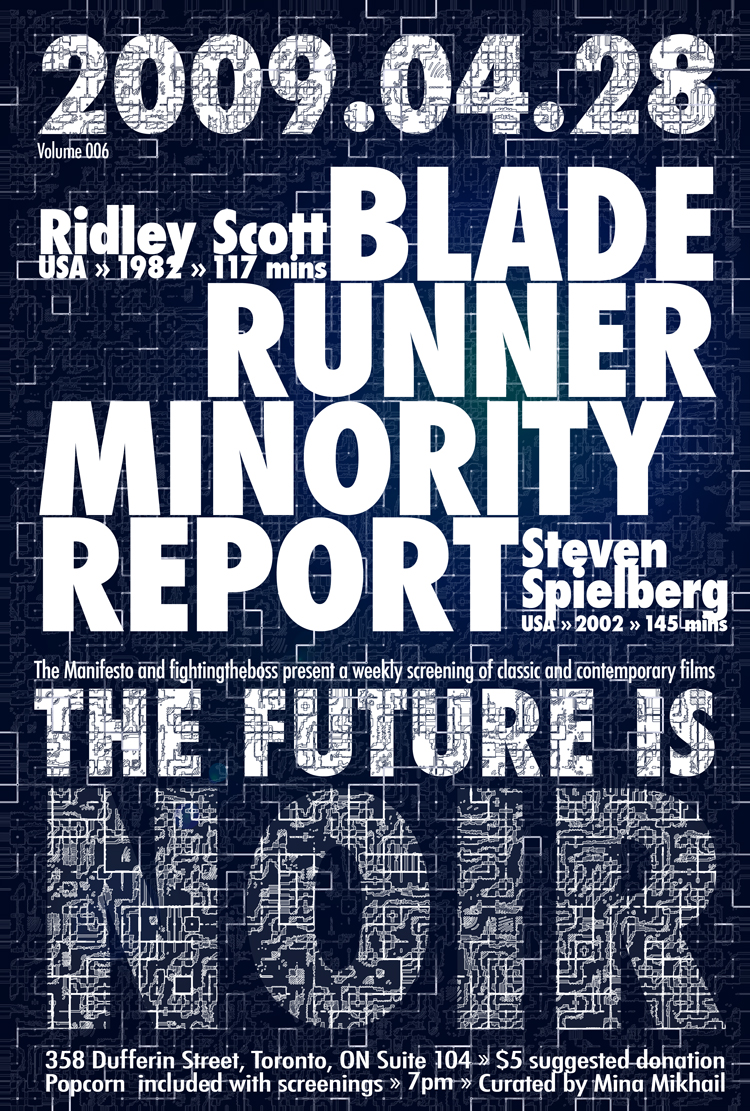 2009.04.28
Volume 006
BLADE
Ridley Scott
USA » 1982 » 117 mins
RUNNER
MINORITY
REPORT
Steven
Spielberg
USA » 2002 » 145 mins
The Manifesto and fightingtheboss present a weekly screening of classic and contemporary films
THE FUTURE IS
NOIR
358 Dufferin Street, Toronto, ON Suite 104 » $5 suggested donation
Popcorn included with screenings » 7pm » Curated by Mina Mikhail